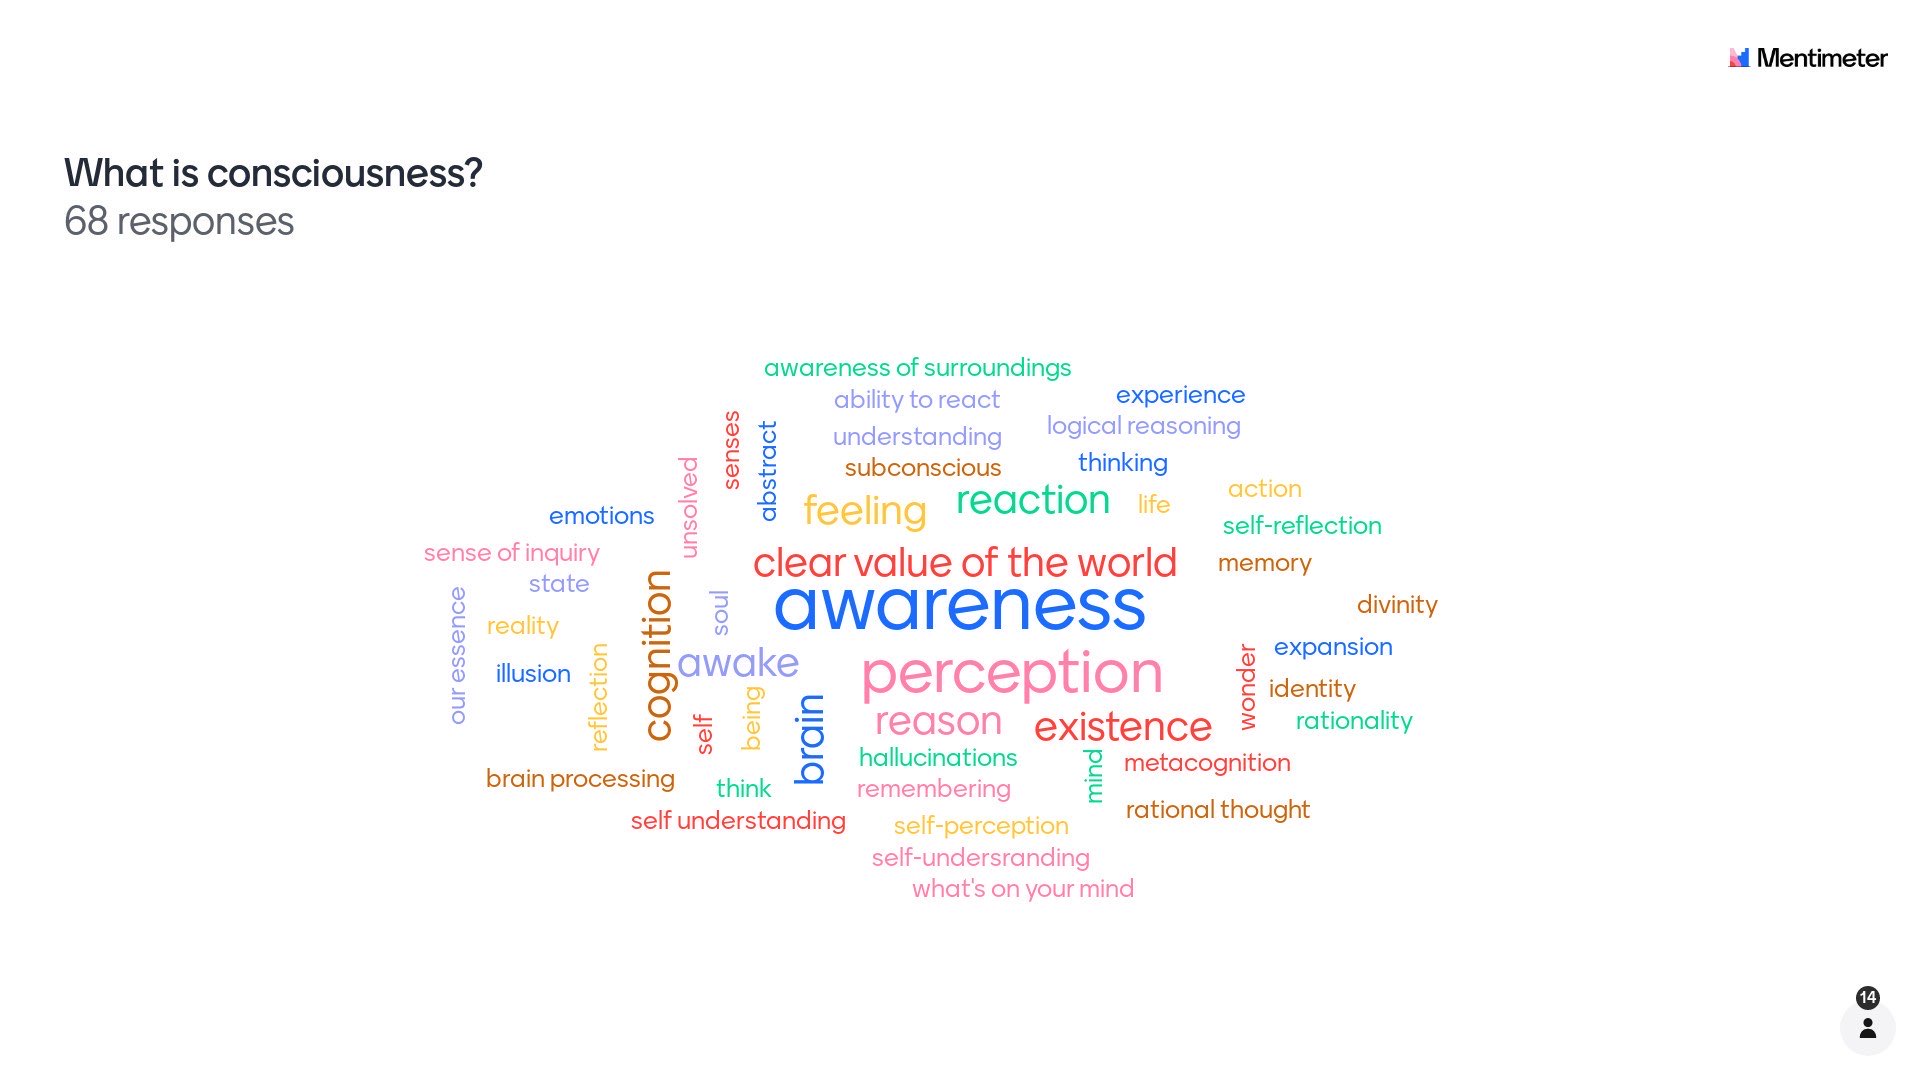 Mentimeter
What is consciousness?
68 responses
awareness of surroundings
ability to react
experience
logical reasoning
understanding
senses
abstract
subconscious
thinking
unsolved
feeling
reaction
life
action
emotions
self-reflection
sense of inquiry
clear value of the world
memory
state
cognition
soul
awareness
divinity
our essence
reality
illusion
reflection
awake
perception
wonder
expansion
identity
self
being
brain
reason
existence
rationality
hallucinations
mind
metacognition
brain processing
think
remembering
rational thought
self understanding
self-perception
self-undersranding
what's on your mind
14